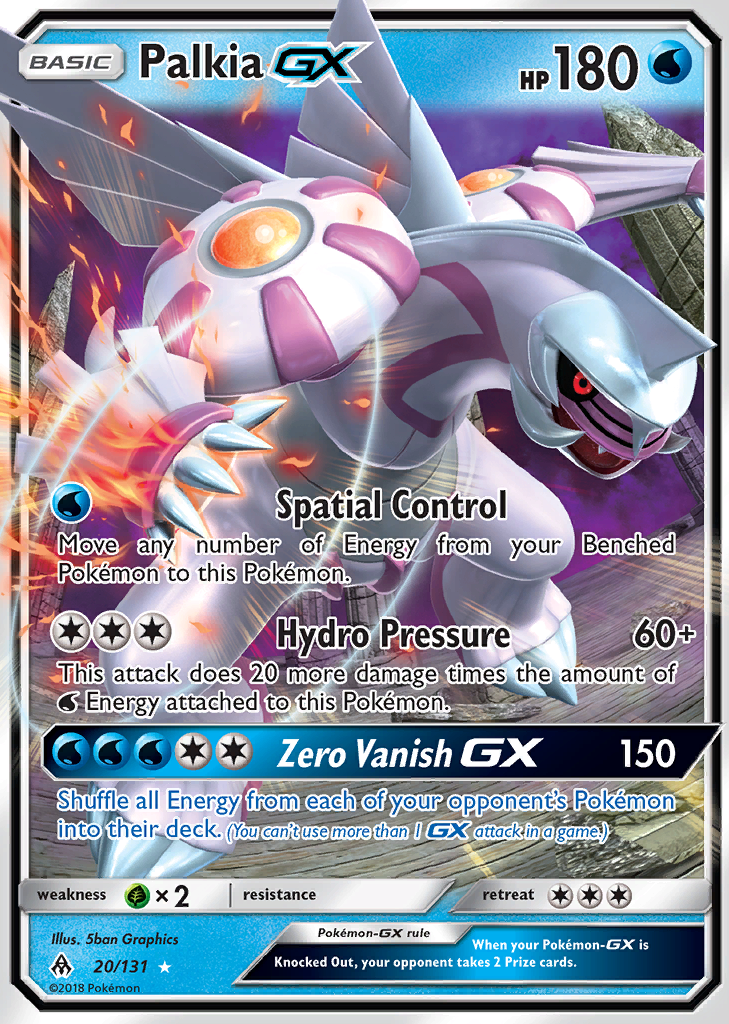 BASIC Palkia GX HP 180
Spatial Control
Move any number of Energy from your Benched
Pokémon to this Pokémon.
Hydro Pressure 60+
This attack does 20 more damage times the amount of
Energy attached to this Pokémon.
Zero Vanish GX 150
Shuffle all Energy from each of your opponent's Pokémon
into their deck. (You can't use more than 1 GX attack in a game.)
weakness ×2 resistance retreat
Illus. 5ban Graphics
Pokémon-GX rule
When your Pokémon-GX is
Knocked Out, your opponent takes 2 Prize cards.
20/131
©2018 Pokémon